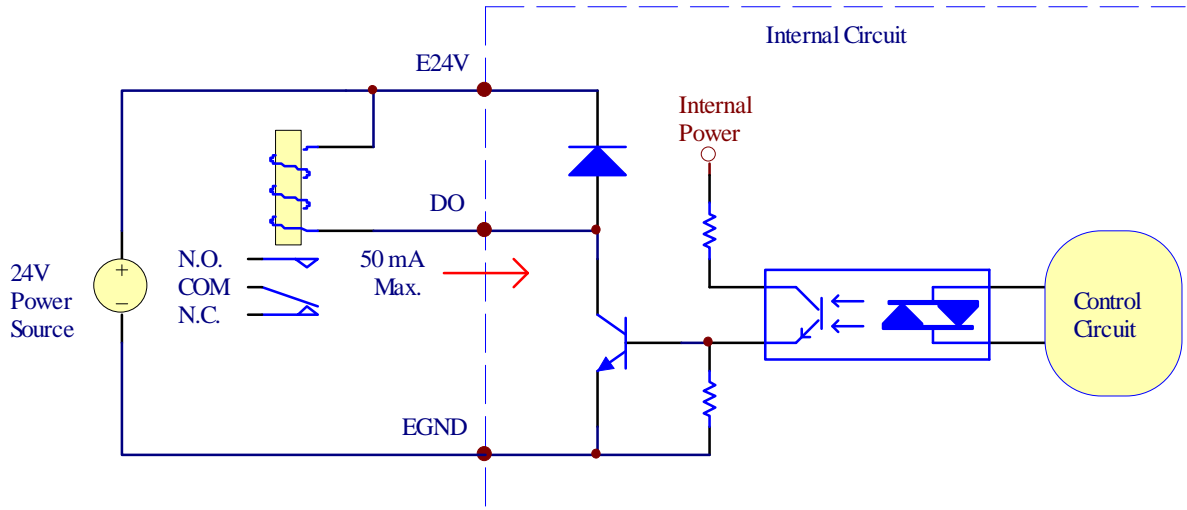 Internal Circuit
E24V
Internal
Power
DO
N.O.
COM
N.C.
50 mA
Max.
24V
Power
Source
+
−
Control
Circuit
EGND